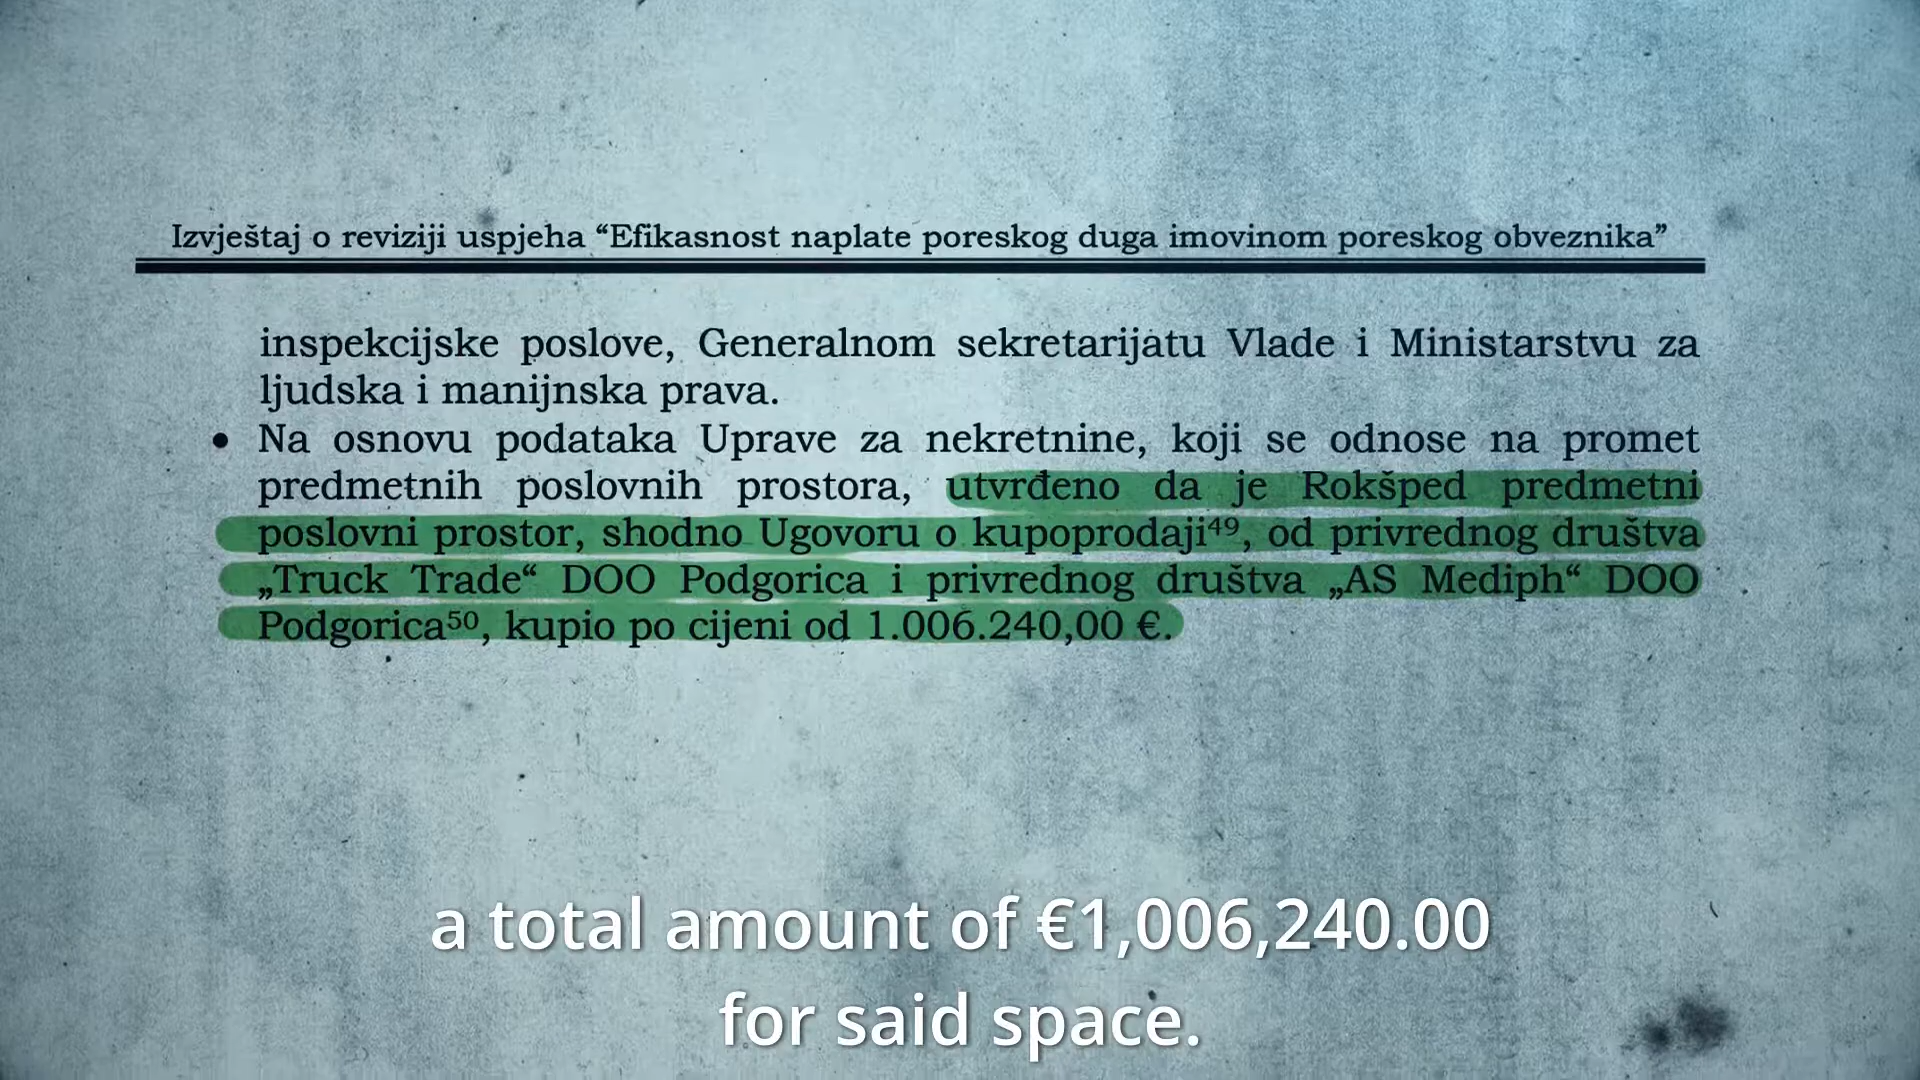 Izvještaj o reviziji uspjeha “Efikasnost naplate poreskog duga imovinom poreskog obveznika”
inspekcijske poslove, Generalnom sekretarijatu Vlade i Ministarstvu za
ljudska i manijnska prava.
• Na osnovu podataka Uprave za nekretnine, koji se odnose na promet
predmetnih poslovnih prostora, utvrđeno da je Rokšped predmetni
poslovni prostor, shodno Ugovoru o kupoprodaji⁴⁹, od privrednog društva
„Truck Trade“ DOO Podgorica i privrednog društva „AS Mediph“ DOO
Podgorica⁵⁰, kupio po cijeni od 1.006.240,00 €.
a total amount of €1,006,240.00
for said space.